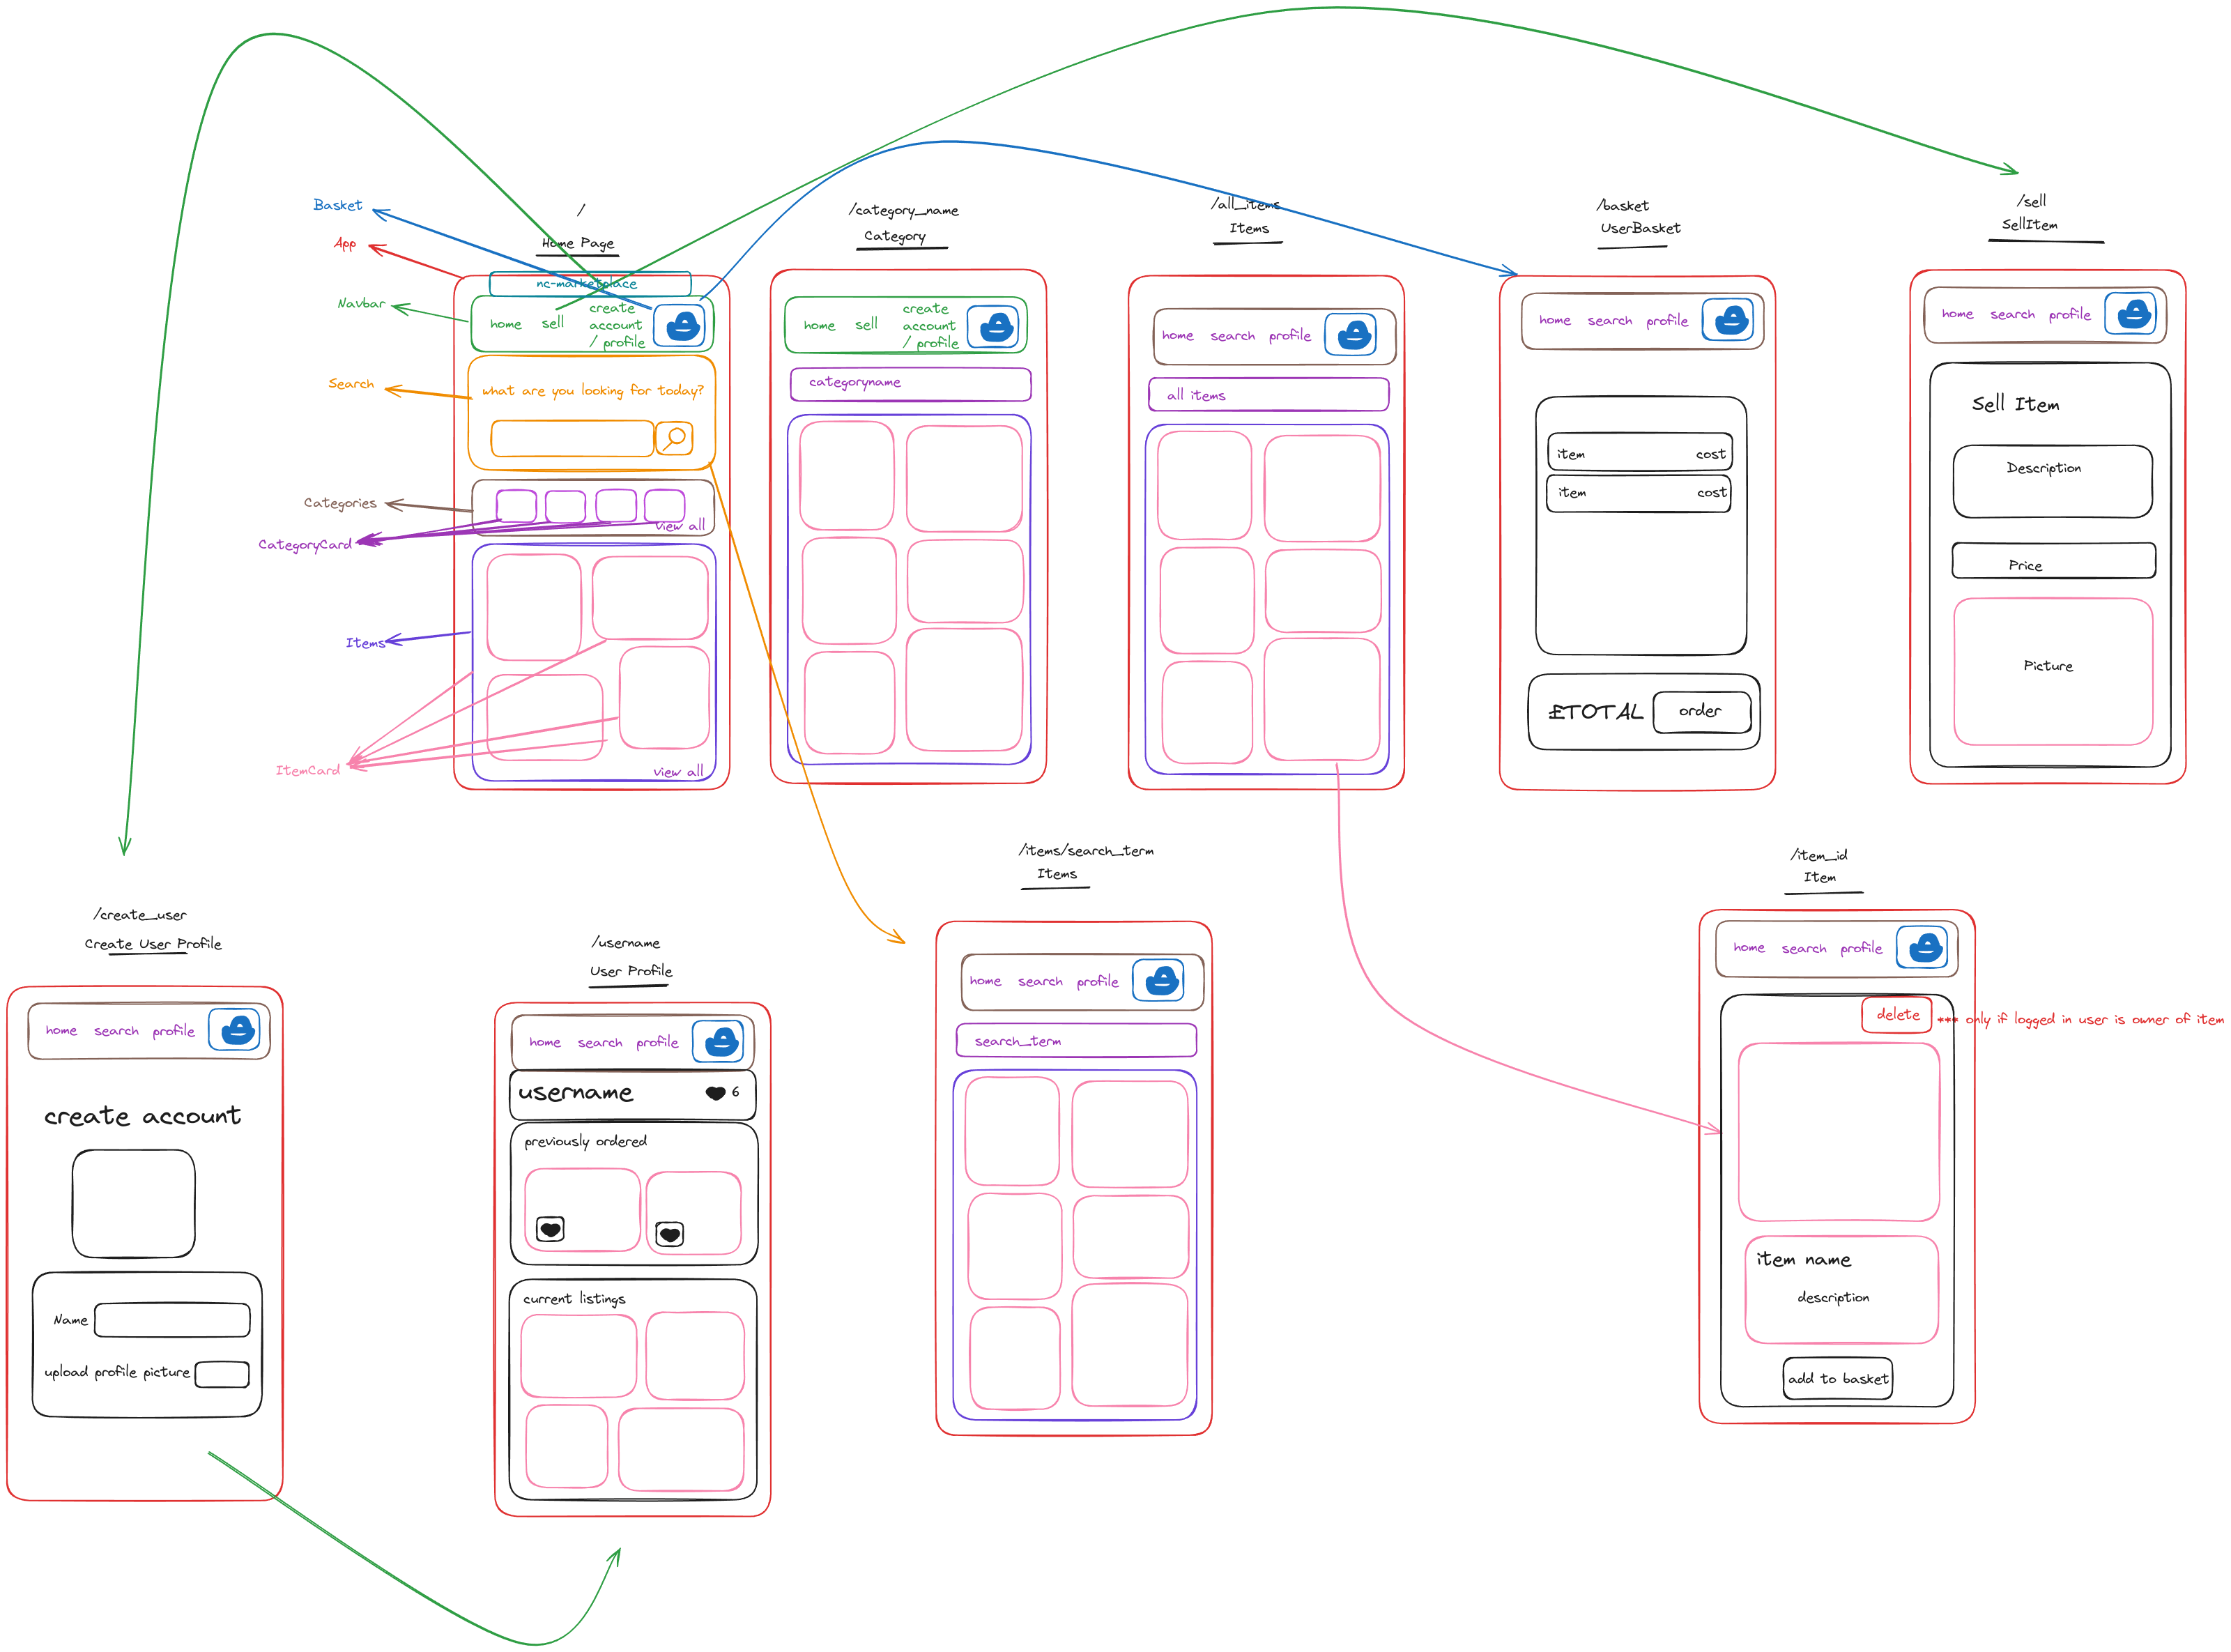 Basket
App
Navbar
Search
Categories
CategoryCard
Items
ItemCard
/
Home Page
nc-marketplace
home
sell
create
account
/ profile
what are you looking for today?
view all
view all
/category_name
Category
home
sell
create
account
/ profile
categoryname
/all_items
Items
home search profile
all items
/basket
UserBasket
home search profile
item cost
item cost
£TOTAL
order
/sell
SellItem
home search profile
Sell Item
Description
Price
Picture
/create_user
Create User Profile
home search profile
create account
Name
upload profile picture
/username
User Profile
home search profile
username
6
previously ordered
current listings
/items/search_term
Items
home search profile
search_term
/item_id
Item
home search profile
delete
*** only if logged in user is owner of item
item name
description
add to basket